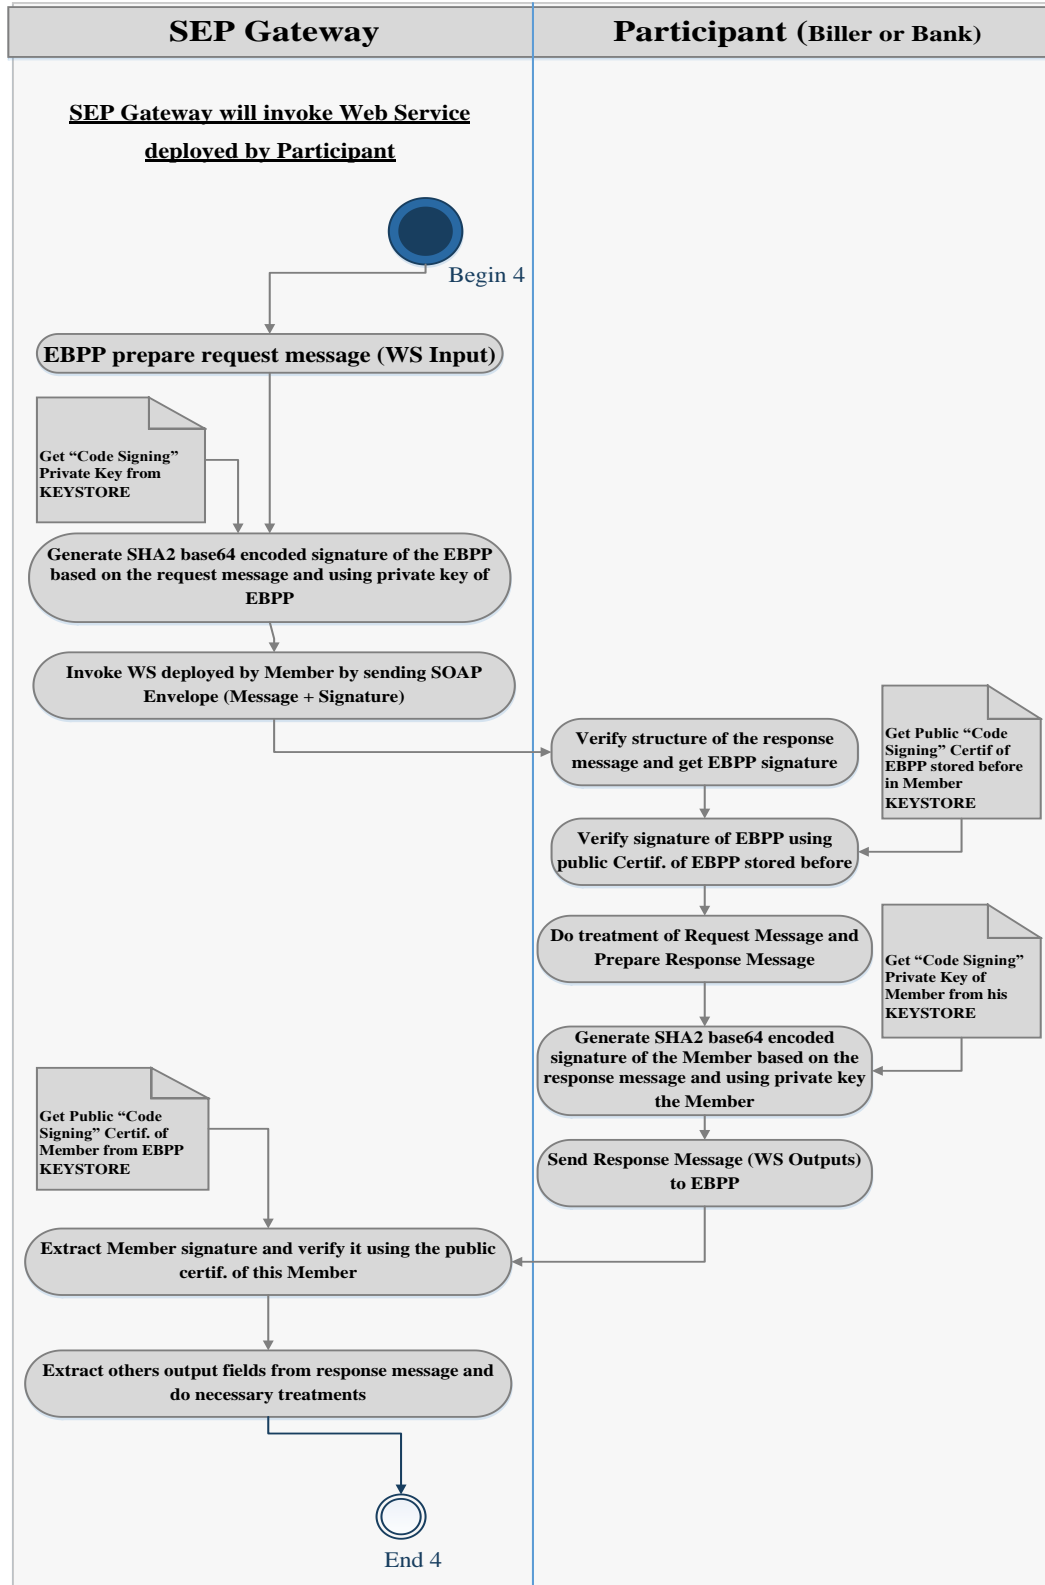 SEP Gateway
Participant (Biller or Bank)
SEP Gateway will invoke Web Service
deployed by Participant
Begin 4
EBPP prepare request message (WS Input)
Get “Code Signing”
Private Key from
KEYSTORE
Generate SHA2 base64 encoded signature of the EBPP
based on the request message and using private key of
EBPP
Invoke WS deployed by Member by sending SOAP
Envelope (Message + Signature)
Verify structure of the response
message and get EBPP signature
Get Public “Code
Signing” Certif of
EBPP stored before
in Member
KEYSTORE
Verify signature of EBPP using
public Certif. of EBPP stored before
Do treatment of Request Message and
Prepare Response Message
Get “Code Signing”
Private Key of
Member from his
KEYSTORE
Generate SHA2 base64 encoded
signature of the Member based on the
response message and using private key
the Member
Send Response Message (WS Outputs)
to EBPP
Get Public “Code
Signing” Certif. of
Member from EBPP
KEYSTORE
Extract Member signature and verify it using the public
certif. of this Member
Extract others output fields from response message and
do necessary treatments
End 4